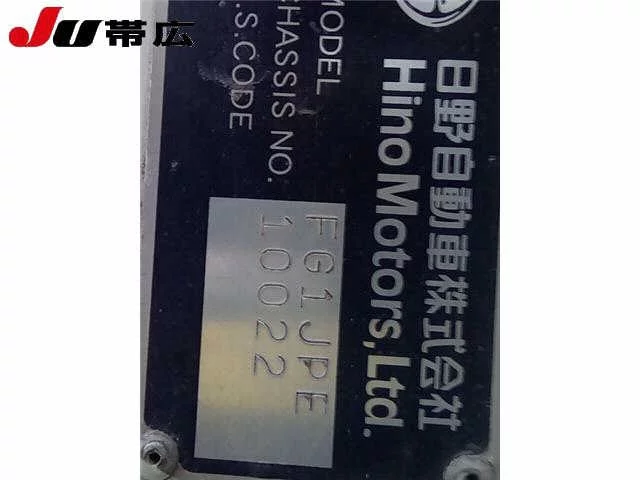 JU帯広
日野自動車株式会社
Hino Motors, Ltd.
MODEL
FG1JPE
CHASSIS NO.
10022
.S.CODE